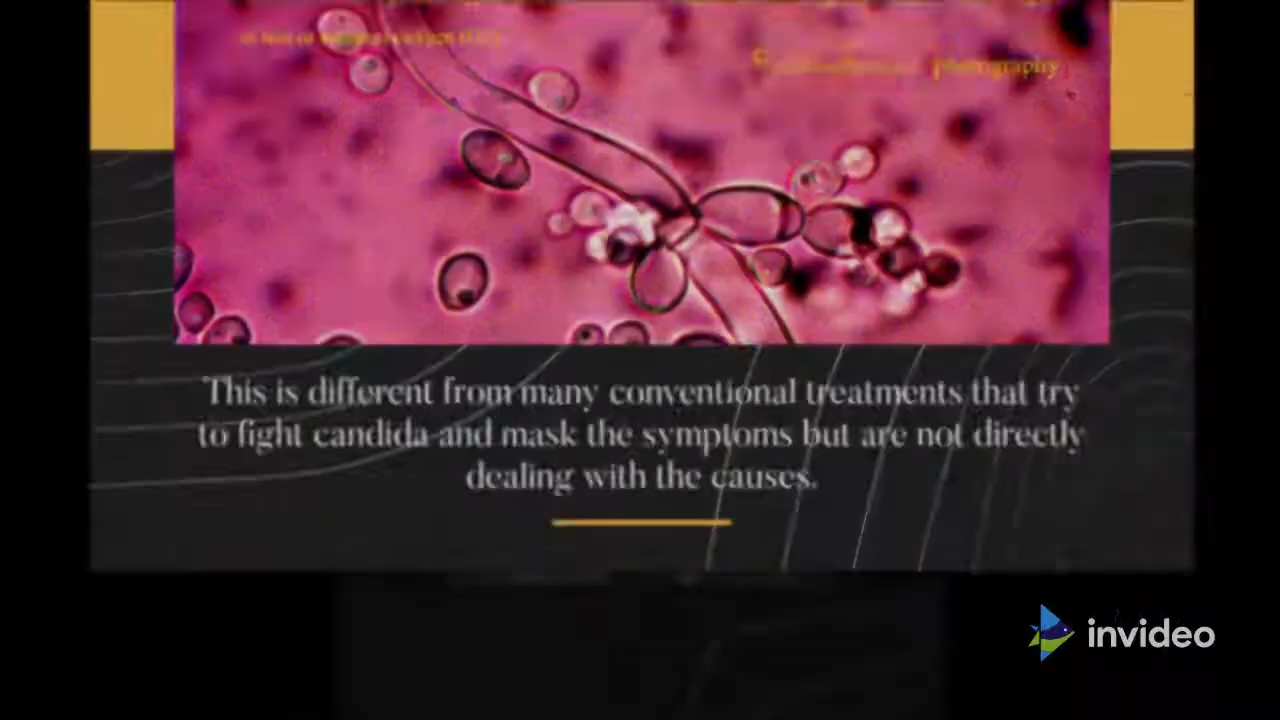 photography
This is different from many conventional treatments that try
to fight candida and mask the symptoms but are not directly
dealing with the causes.
invideo